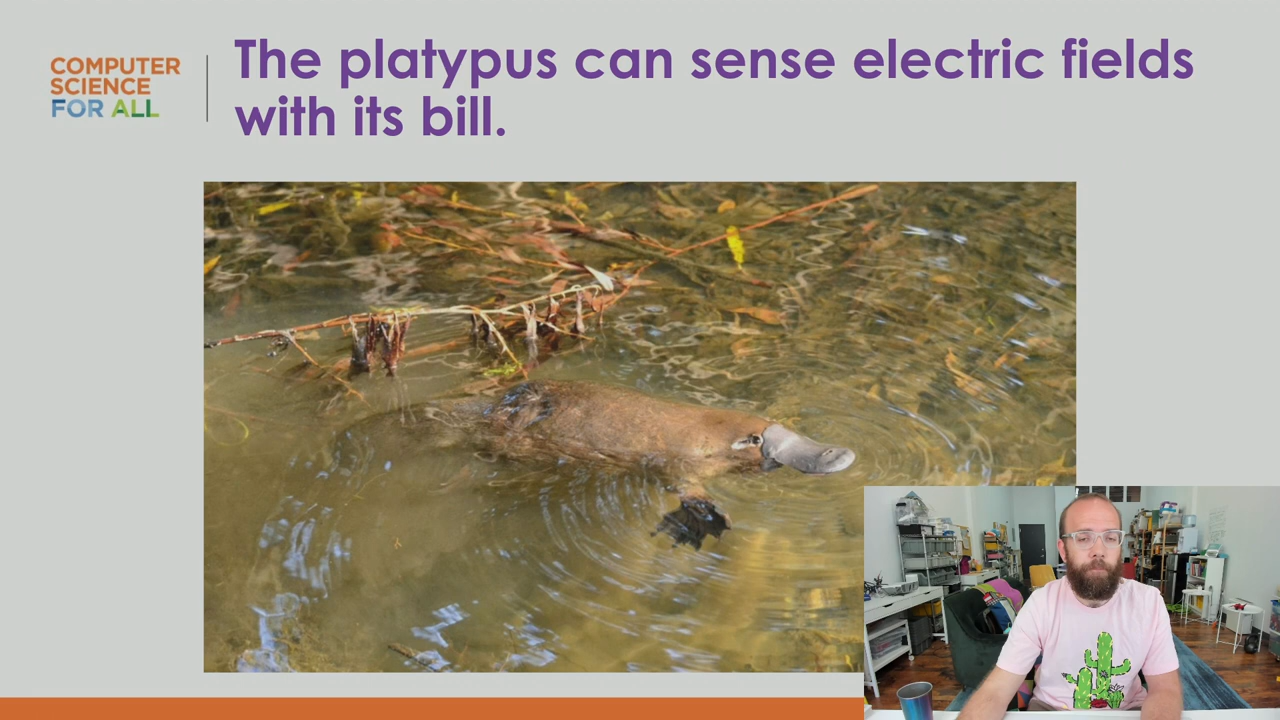 COMPUTER
SCIENCE
FOR ALL
The platypus can sense electric fields
with its bill.